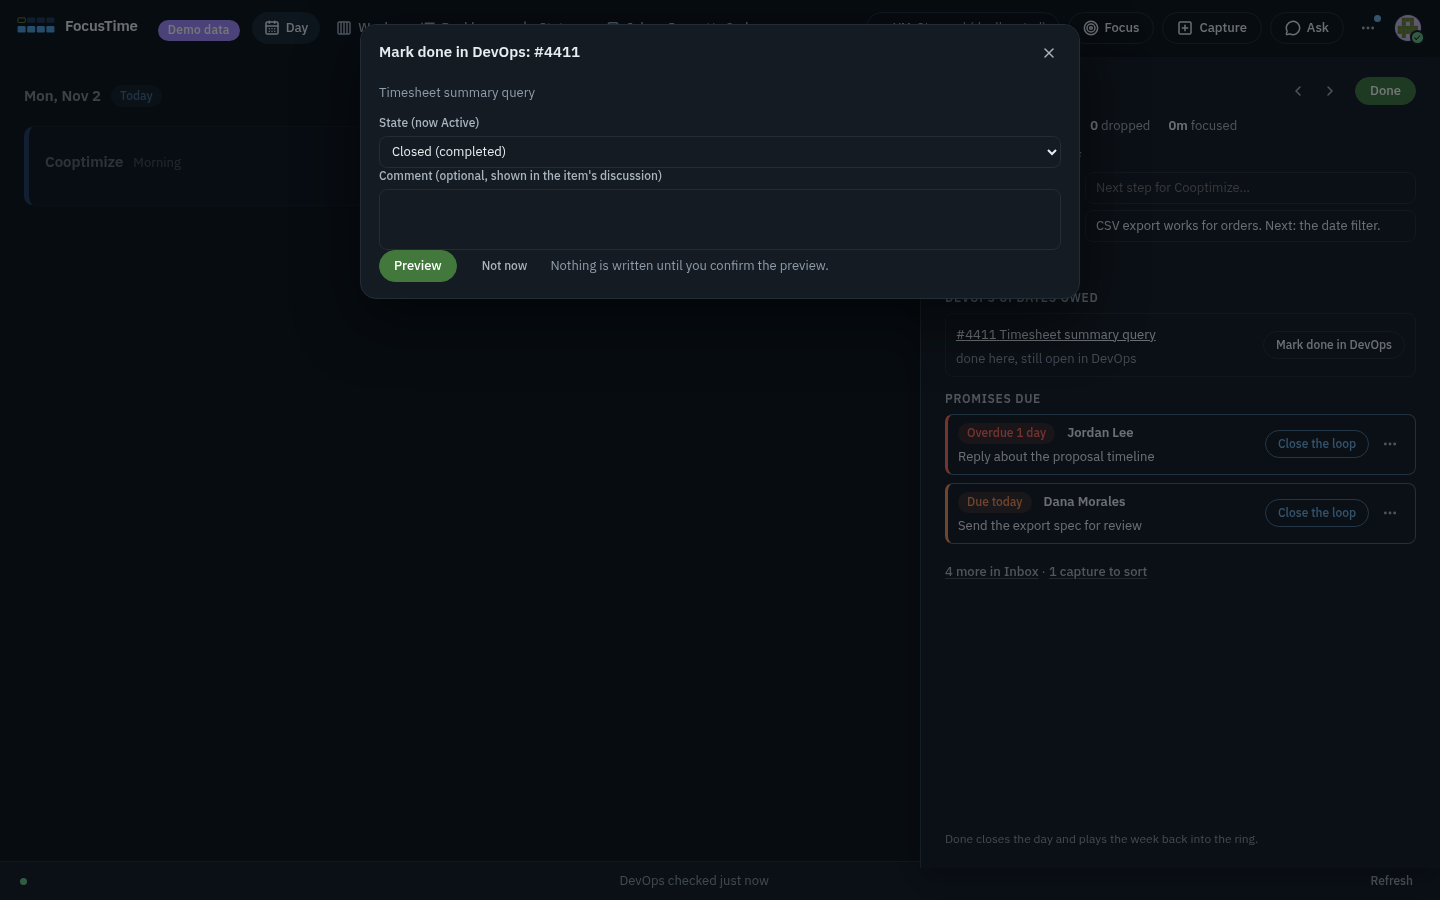 FocusTime
Demo data
Day
Focus
Capture
Ask
Mark done in DevOps: #4411
Timesheet summary query
State (now Active)
Closed (completed)
Comment (optional, shown in the item's discussion)
Preview
Not now
Nothing is written until you confirm the preview.
Mon, Nov 2
Today
Cooptimize
Morning
Done
0 dropped
0m focused
Next step for Cooptimize...
CSV export works for orders. Next: the date filter.
DEVOPS UPDATES OWED
#4411 Timesheet summary query
done here, still open in DevOps
Mark done in DevOps
PROMISES DUE
Overdue 1 day
Jordan Lee
Reply about the proposal timeline
Close the loop
Due today
Dana Morales
Send the export spec for review
Close the loop
4 more in Inbox · 1 capture to sort
Done closes the day and plays the week back into the ring.
DevOps checked just now
Refresh